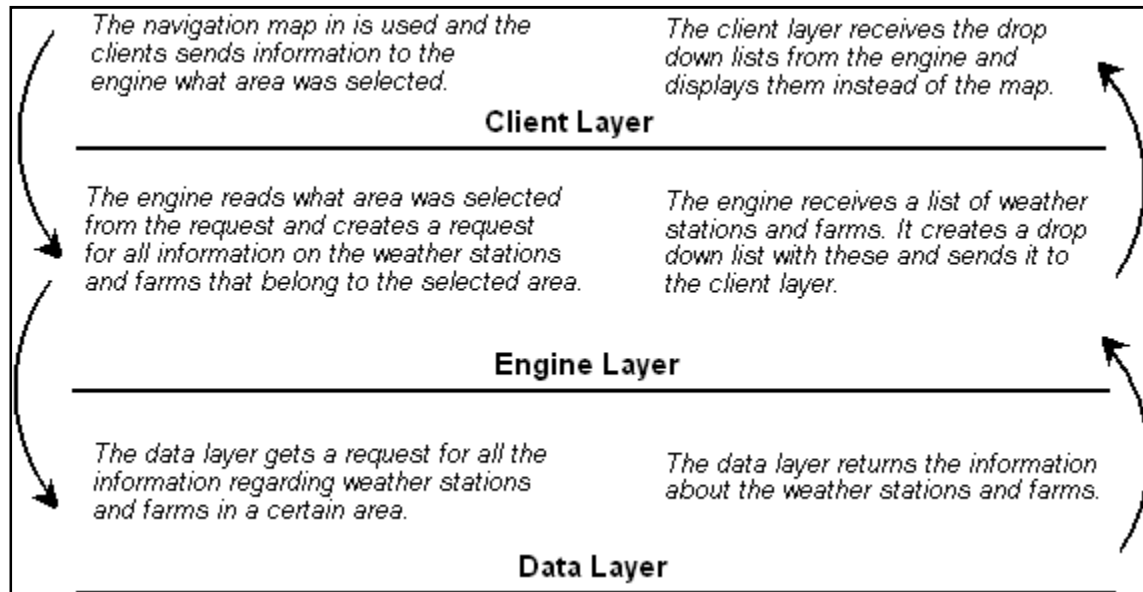 The navigation map in is used and the
clients sends information to the
engine what area was selected.
The client layer receives the drop
down lists from the engine and
displays them instead of the map.
Client Layer
The engine reads what area was selected
from the request and creates a request
for all information on the weather stations
and farms that belong to the selected area.
The engine receives a list of weather
stations and farms. It creates a drop
down list with these and sends it to
the client layer.
Engine Layer
The data layer gets a request for all the
information regarding weather stations
and farms in a certain area.
The data layer returns the information
about the weather stations and farms.
Data Layer